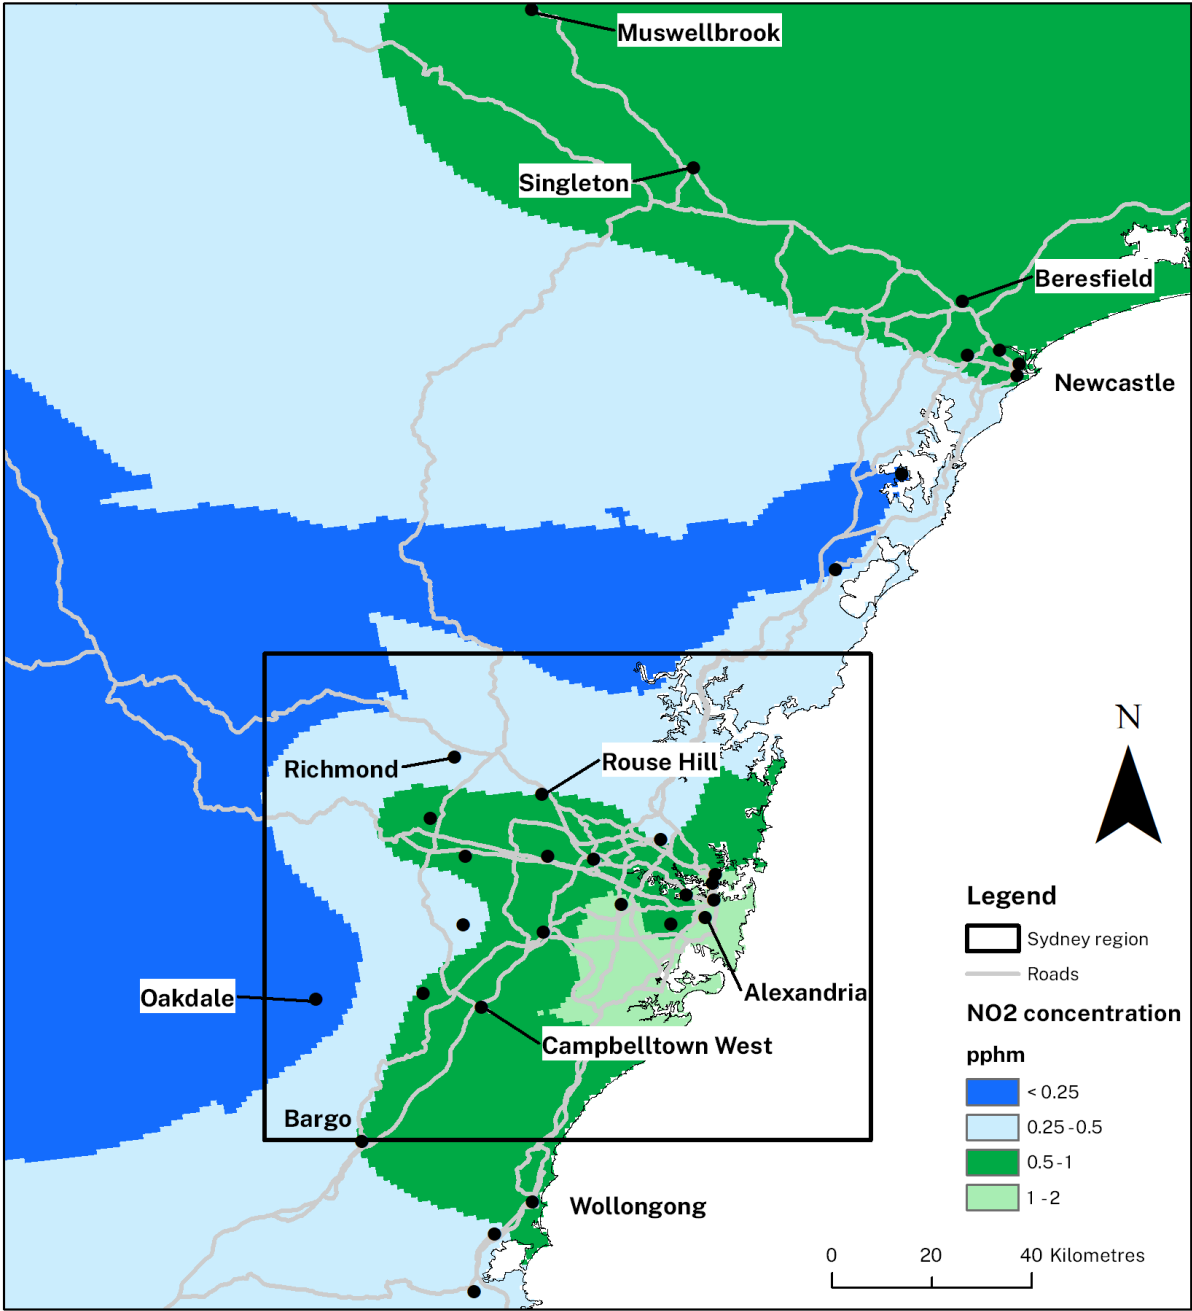 Muswellbrook
Singleton
Beresfield
Newcastle
Richmond
Rouse Hill
Oakdale
Alexandria
Campbelltown West
Bargo
Wollongong
N
Legend
Sydney region
Roads
NO2 concentration
pphm
< 0.25
0.25 - 0.5
0.5 - 1
1 - 2
0 20 40 Kilometres